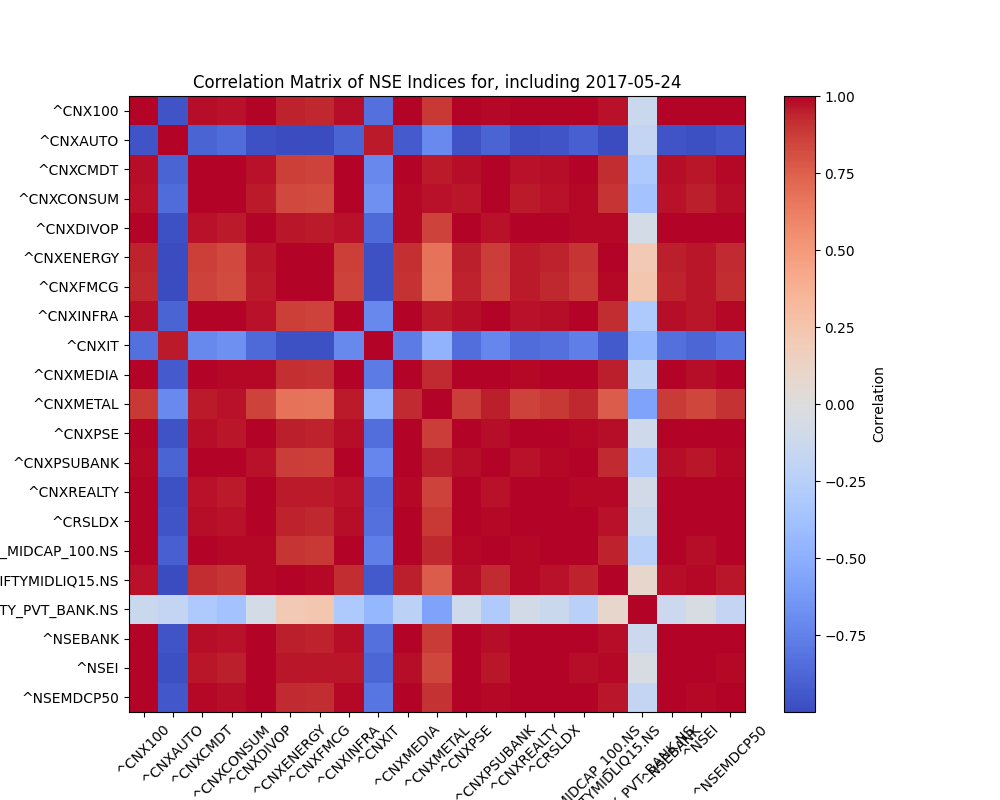 Correlation Matrix of NSE Indices for, including 2017-05-24
^CNX100
^CNXAUTO
^CNXCMDT
^CNXCONSUM
^CNXDIVOP
^CNXENERGY
^CNXFMCG
^CNXINFRA
^CNXIT
^CNXMEDIA
^CNXMETAL
^CNXPSE
^CNXPSUBANK
^CNXREALTY
^CRSLDX
_MIDCAP_100.NS
IFTYMIDLIQ15.NS
TY_PVT_BANK.NS
^NSEBANK
^NSEI
^NSEMDCP50
^CNX100
^CNXAUTO
^CNXCMDT
^CNXCONSUM
^CNXDIVOP
^CNXENERGY
^CNXFMCG
^CNXINFRA
^CNXIT
^CNXMEDIA
^CNXMETAL
^CNXPSE
^CNXPSUBANK
^CNXREALTY
^CRSLDX
MIDCAP_100.NS
TYMIDLIQ15.NS
_PVT_BANK.NS
^NSEBANK
^NSEI
^NSEMDCP50
1.00
0.75
0.50
0.25
0.00
−0.25
−0.50
−0.75
Correlation